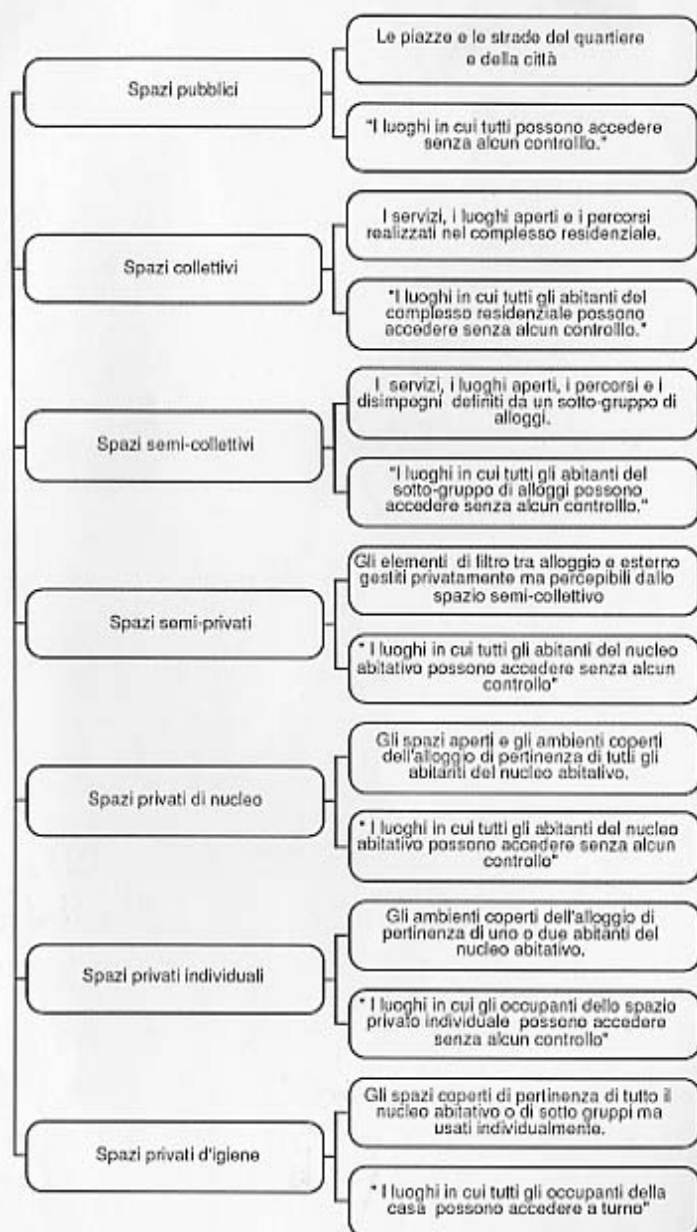 Spazi pubblici
Le piazze e le strade del quartiere
e della città
"I luoghi in cui tutti possono accedere
senza alcun controlllo."
Spazi collettivi
I servizi, i luoghi aperti e i percorsi
realizzati nel complesso residenziale.
"I luoghi in cui tutti gli abitanti del
complesso residenziale possono
accedere senza alcun controlllo."
Spazi semi-collettivi
I servizi, i luoghi aperti, i percorsi e i
disimpegni definiti da un sotto-gruppo di
alloggi.
"I luoghi in cui tutti gli abitanti del
sotto-gruppo di alloggi possono
accedere senza alcun controlllo."
Spazi semi-privati
Gli elementi di filtro tra alloggio e esterno
gestiti privatamente ma percepibili dallo
spazio semi-collettivo
" I luoghi in cui tutti gli abitanti del nucleo
abitativo possono accedere senza alcun
controllo"
Spazi privati di nucleo
Gli spazi aperti e gli ambienti coperti
dell'alloggio di pertinenza di tutti gli
abitanti del nucleo abitativo.
" I luoghi in cui tutti gli abitanti del nucleo
abitativo possono accedere senza alcun
controllo"
Spazi privati individuali
Gli ambienti coperti dell'alloggio di
pertinenza di uno o due abitanti del
nucleo abitativo.
" I luoghi in cui gli occupanti dello spazio
privato individuale possono accedere
senza alcun controllo"
Spazi privati d'igiene
Gli spazi coperti di pertinenza di tutto il
nucleo abitativo o di sotto gruppi ma
usati individualmente.
" I luoghi in cui tutti gli occupanti della
casa possono accedere a turno"